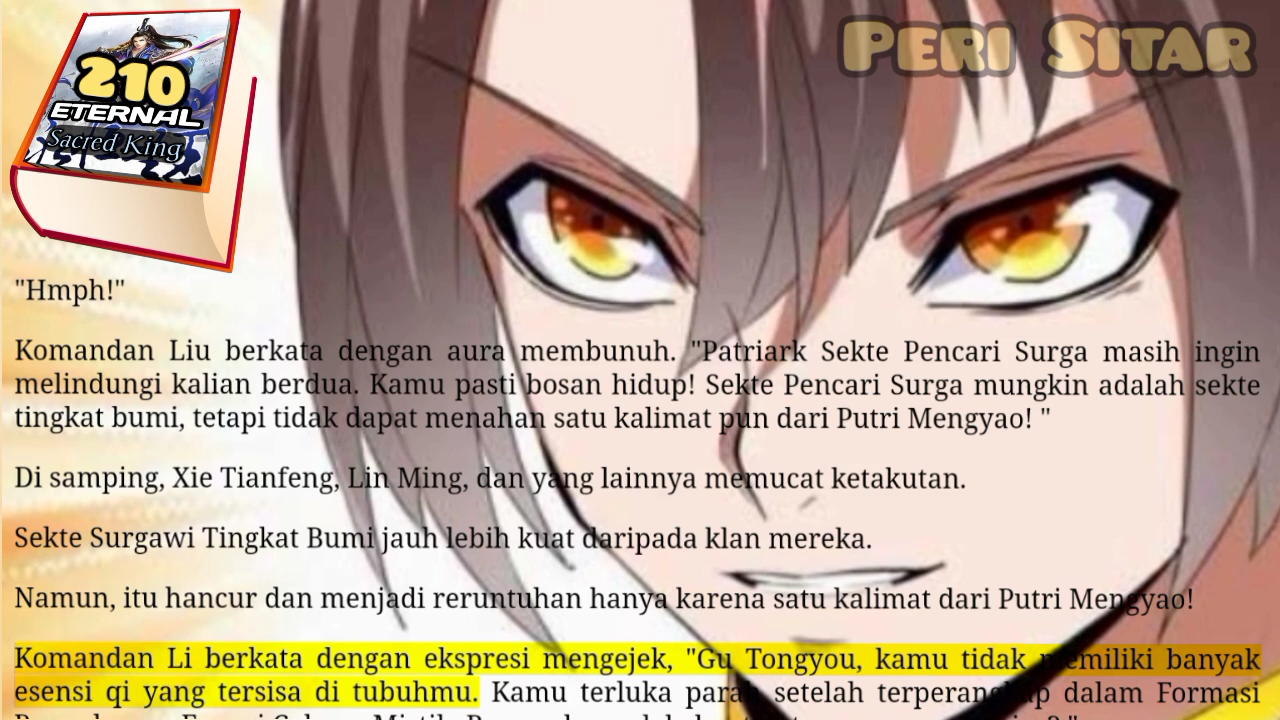 PERI SITAR
210
ETERNAL
Sacred King
"Hmph!"
Komandan Liu berkata dengan aura membunuh. "Patriark Sekte Pencari Surga masih ingin
melindungi kalian berdua. Kamu pasti bosan hidup! Sekte Pencari Surga mungkin adalah sekte
tingkat bumi, tetapi tidak dapat menahan satu kalimat pun dari Putri Mengyao! "
Di samping, Xie Tianfeng, Lin Ming, dan yang lainnya memucat ketakutan.
Sekte Surgawi Tingkat Bumi jauh lebih kuat daripada klan mereka.
Namun, itu hancur dan menjadi reruntuhan hanya karena satu kalimat dari Putri Mengyao!
Komandan Li berkata dengan ekspresi mengejek, "Gu Tongyou, kamu tidak memiliki banyak
esensi qi yang tersisa di tubuhmu. Kamu terluka parah setelah terperangkap dalam Formasi